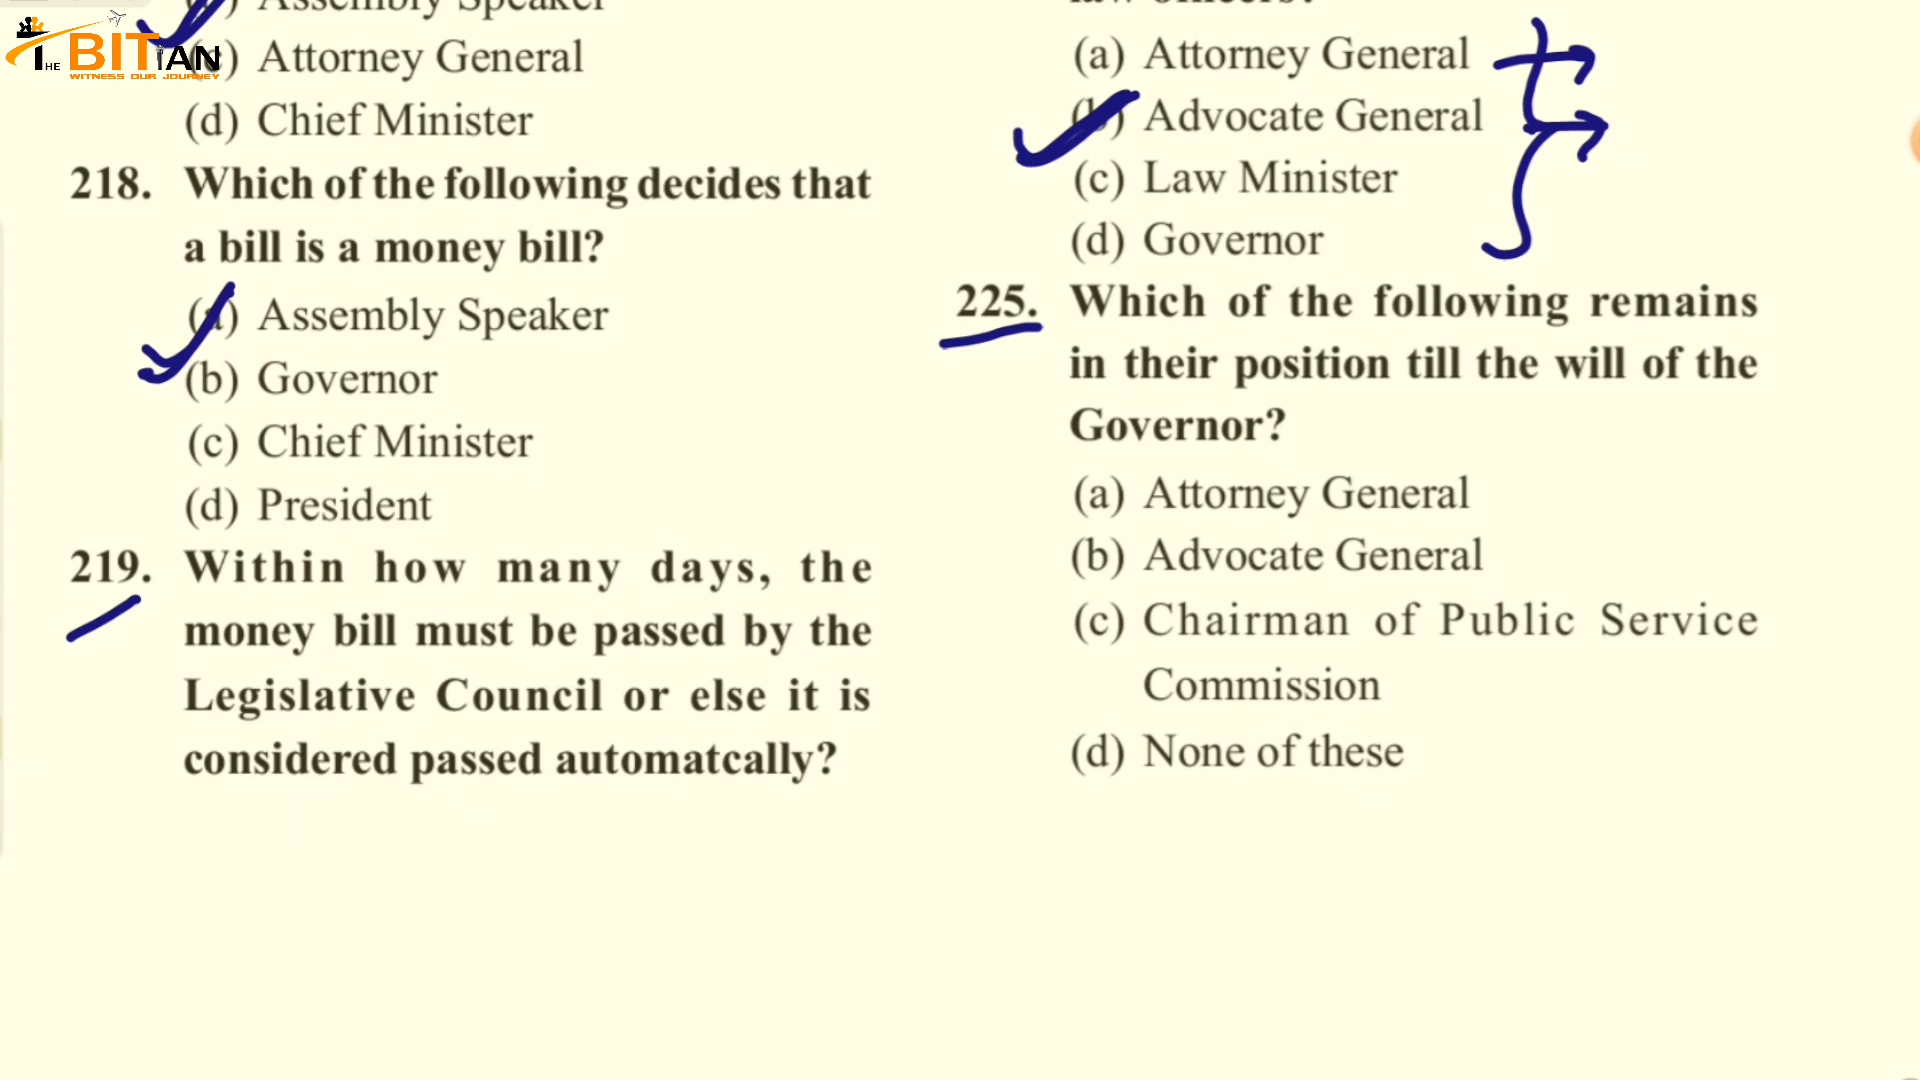 THE BITIAN
WITNESS OUR JOURNEY
Assembly Speaker
(c) Attorney General
(d) Chief Minister
218. Which of the following decides that
a bill is a money bill?
(a) Assembly Speaker
(b) Governor
(c) Chief Minister
(d) President
219. Within how many days, the
money bill must be passed by the
Legislative Council or else it is
considered passed automatcally?
law officers?
(a) Attorney General
(b) Advocate General
(c) Law Minister
(d) Governor
225. Which of the following remains
in their position till the will of the
Governor?
(a) Attorney General
(b) Advocate General
(c) Chairman of Public Service
Commission
(d) None of these